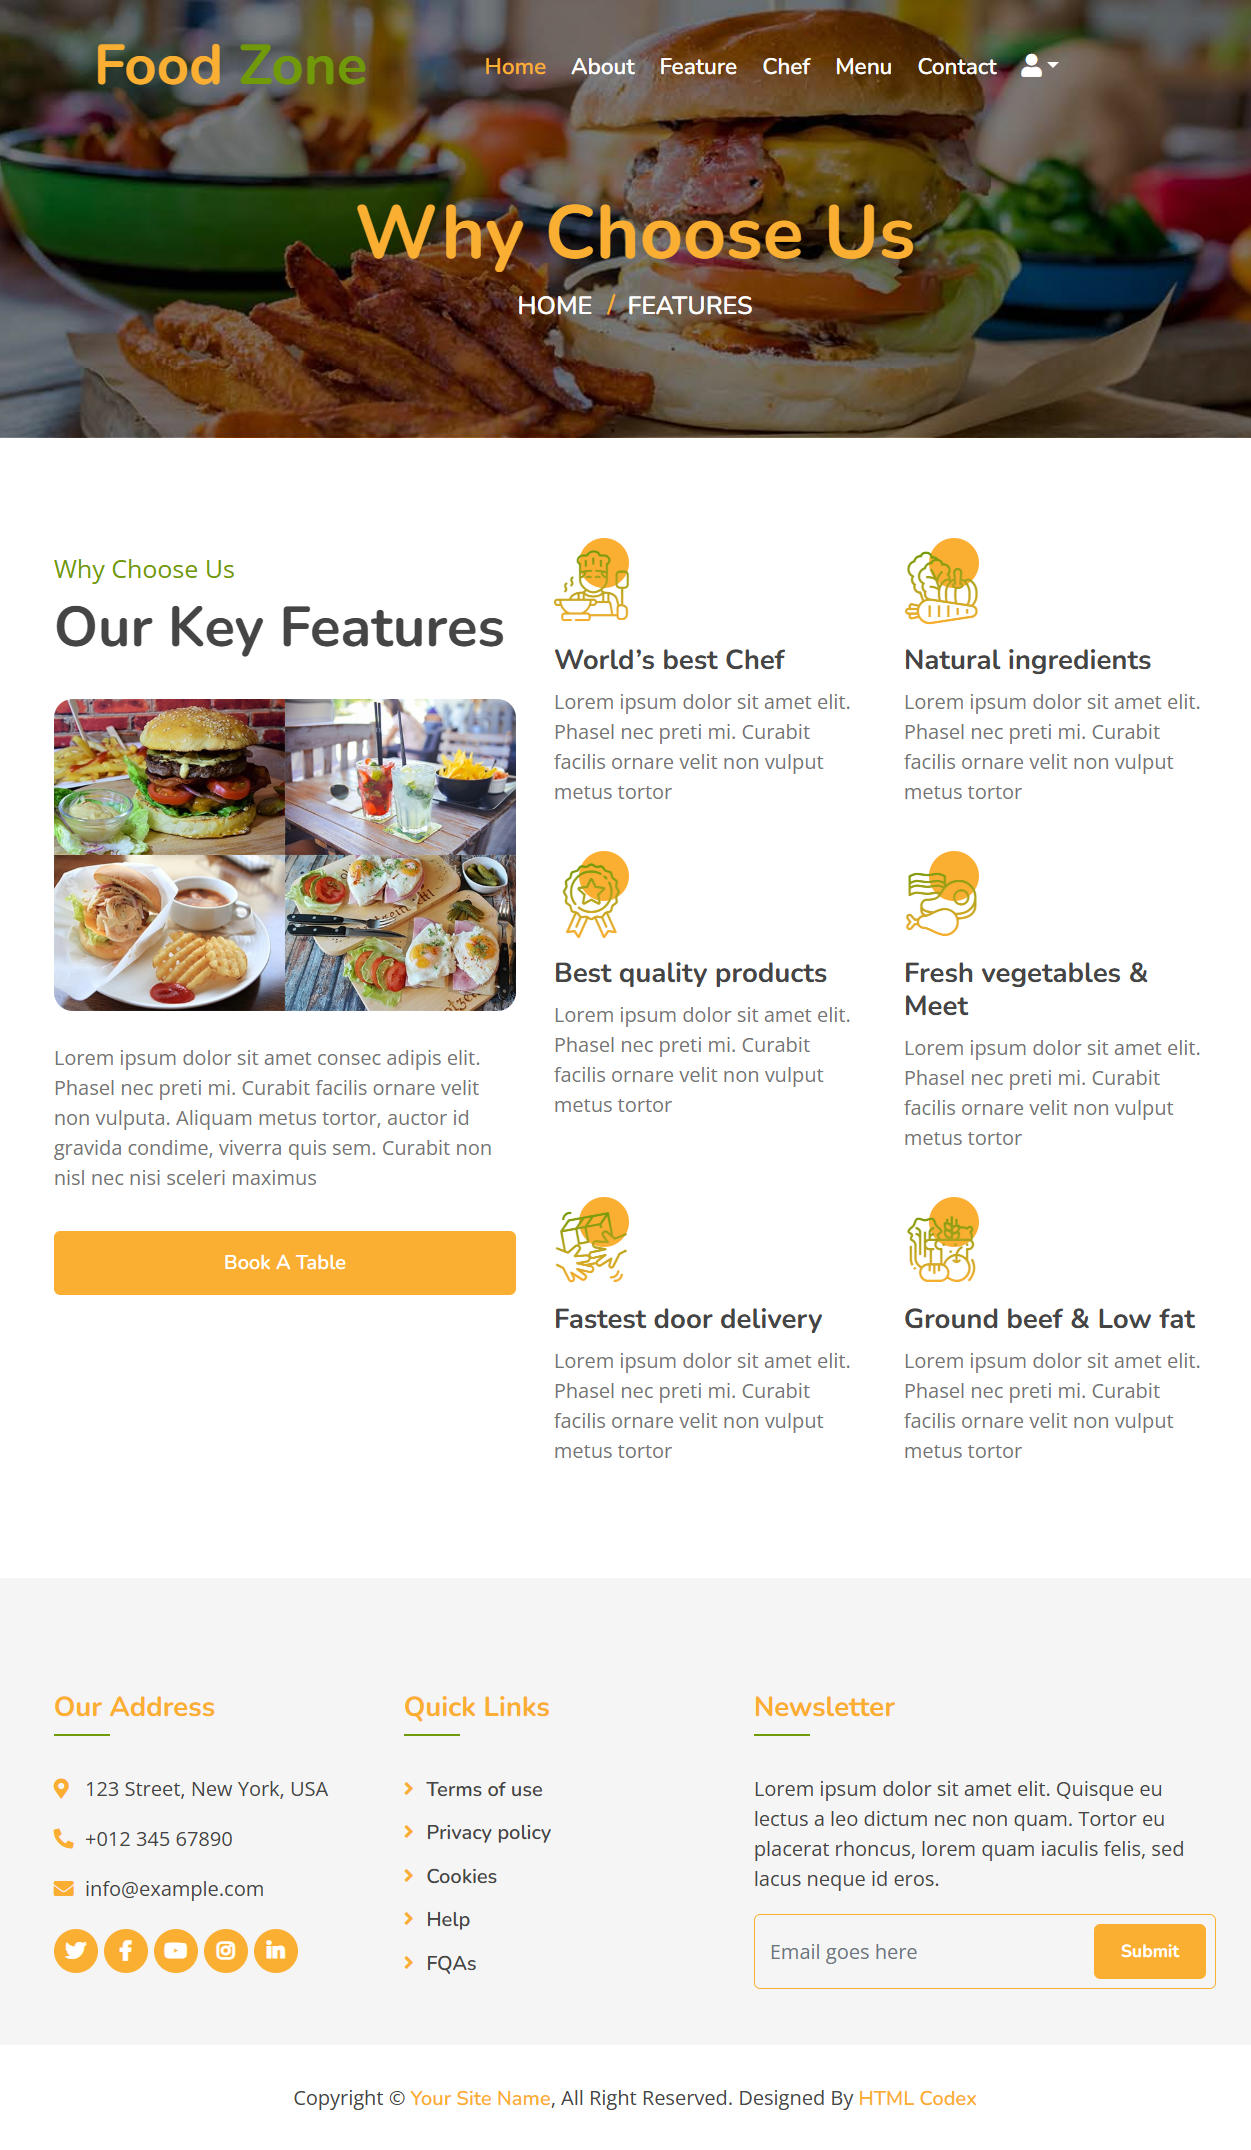 Food Zone
Home About Feature Chef Menu Contact
Why Choose Us
HOME / FEATURES
Why Choose Us
Our Key Features
Lorem ipsum dolor sit amet consec adipis elit.
Phasel nec preti mi. Curabit facilis ornare velit
non vulputa. Aliquam metus tortor, auctor id
gravida condime, viverra quis sem. Curabit non
nisl nec nisi sceleri maximus
Book A Table
World’s best Chef
Lorem ipsum dolor sit amet elit.
Phasel nec preti mi. Curabit
facilis ornare velit non vulput
metus tortor
Natural ingredients
Lorem ipsum dolor sit amet elit.
Phasel nec preti mi. Curabit
facilis ornare velit non vulput
metus tortor
Best quality products
Lorem ipsum dolor sit amet elit.
Phasel nec preti mi. Curabit
facilis ornare velit non vulput
metus tortor
Fresh vegetables &
Meet
Lorem ipsum dolor sit amet elit.
Phasel nec preti mi. Curabit
facilis ornare velit non vulput
metus tortor
Fastest door delivery
Lorem ipsum dolor sit amet elit.
Phasel nec preti mi. Curabit
facilis ornare velit non vulput
metus tortor
Ground beef & Low fat
Lorem ipsum dolor sit amet elit.
Phasel nec preti mi. Curabit
facilis ornare velit non vulput
metus tortor
Our Address
123 Street, New York, USA
+012 345 67890
info@example.com
Quick Links
Terms of use
Privacy policy
Cookies
Help
FQAs
Newsletter
Lorem ipsum dolor sit amet elit. Quisque eu
lectus a leo dictum nec non quam. Tortor eu
placerat rhoncus, lorem quam iaculis felis, sed
lacus neque id eros.
Email goes here
Submit
Copyright © Your Site Name, All Right Reserved. Designed By HTML Codex